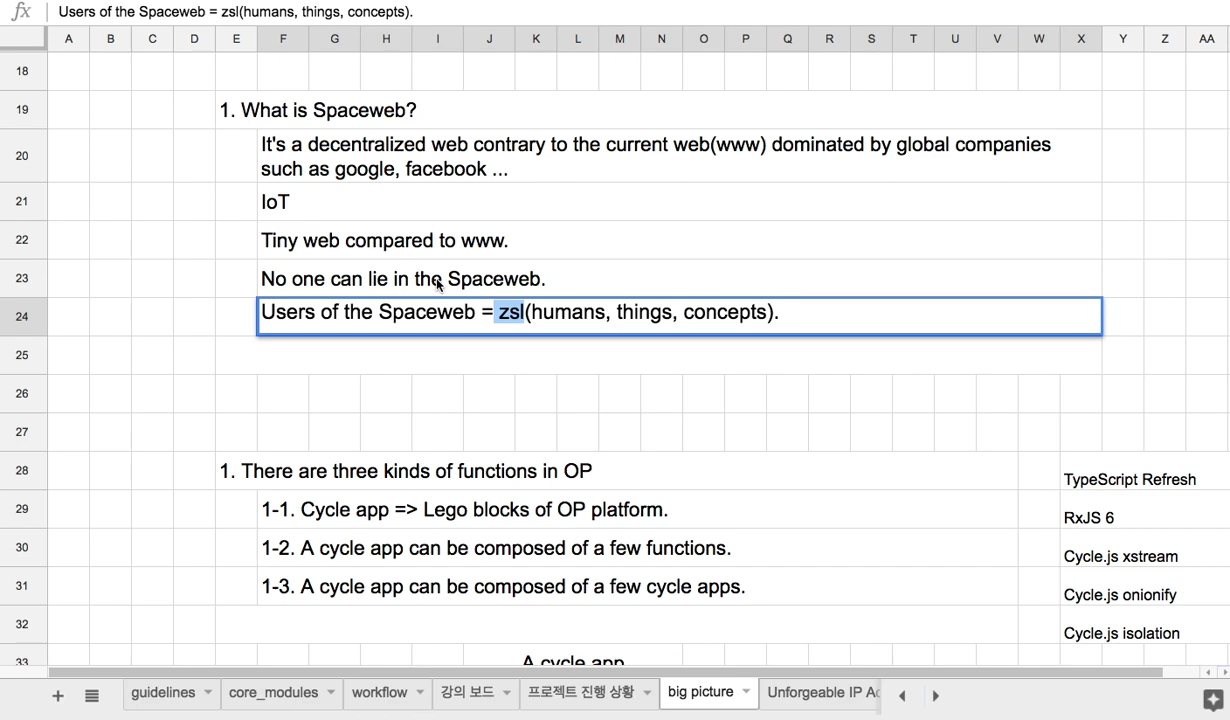 fx Users of the Spaceweb = zsl(humans, things, concepts).
A B C D E F G H I J K L M N O P Q R S T U V W X Y Z AA
18
19 1. What is Spaceweb?
20 It's a decentralized web contrary to the current web(www) dominated by global companies
such as google, facebook ...
21 IoT
22 Tiny web compared to www.
23 No one can lie in the Spaceweb.
24 Users of the Spaceweb = zsl(humans, things, concepts).
25
26
27
28 1. There are three kinds of functions in OP TypeScript Refresh
29 1-1. Cycle app => Lego blocks of OP platform. RxJS 6
30 1-2. A cycle app can be composed of a few functions. Cycle.js xstream
31 1-3. A cycle app can be composed of a few cycle apps. Cycle.js onionify
32 Cycle.js isolation
33 A cycle app
+ guidelines core_modules workflow 강의 보드 프로젝트 진행 상황 big picture Unforgeable IP